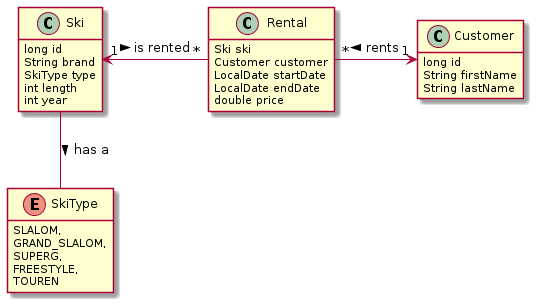 C Ski
long id
String brand
SkiType type
int length
int year
1 is rented *
C Rental
Ski ski
Customer customer
LocalDate startDate
LocalDate endDate
double price
* rents 1
C Customer
long id
String firstName
String lastName
has a
E SkiType
SLALOM,
GRAND_SLALOM,
SUPERG,
FREESTYLE,
TOUREN